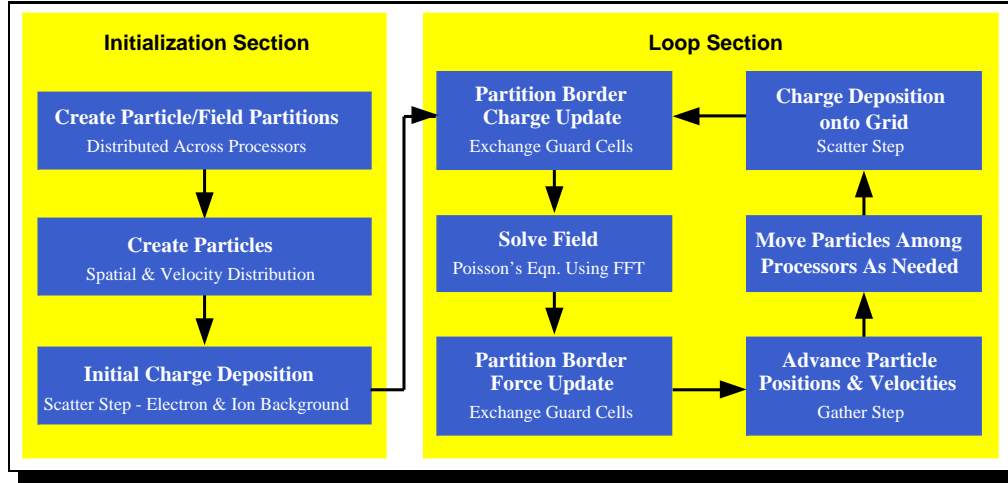 Initialization Section
Create Particle/Field Partitions
Distributed Across Processors
Create Particles
Spatial & Velocity Distribution
Initial Charge Deposition
Scatter Step - Electron & Ion Background
Loop Section
Partition Border
Charge Update
Exchange Guard Cells
Solve Field
Poisson's Eqn. Using FFT
Partition Border
Force Update
Exchange Guard Cells
Advance Particle
Positions & Velocities
Gather Step
Move Particles Among
Processors As Needed
Charge Deposition
onto Grid
Scatter Step